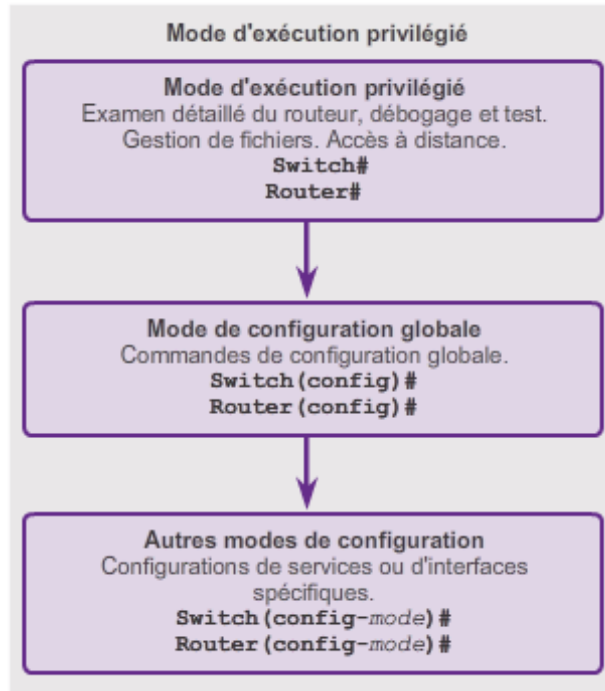 Mode d'exécution privilégié
Mode d'exécution privilégié
Examen détaillé du routeur, débogage et test.
Gestion de fichiers. Accès à distance.
Switch#
Router#
Mode de configuration globale
Commandes de configuration globale.
Switch(config)#
Router(config)#
Autres modes de configuration
Configurations de services ou d'interfaces
spécifiques.
Switch(config-mode)#
Router(config-mode)#